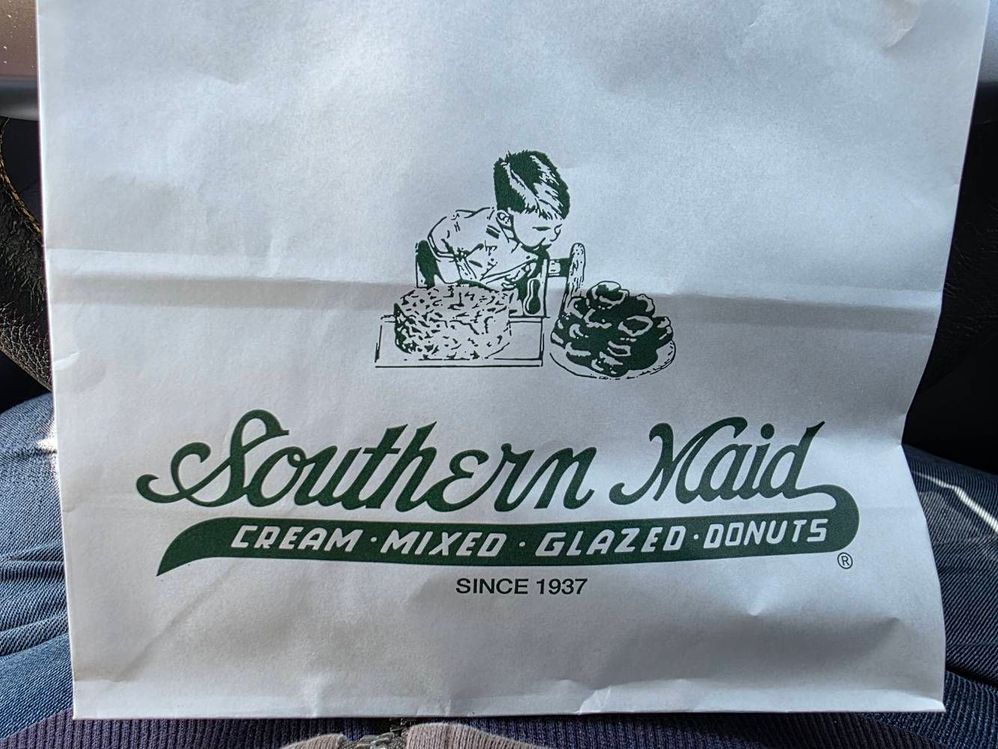 Southern Maid
CREAM · MIXED · GLAZED · DONUTS
®
SINCE 1937